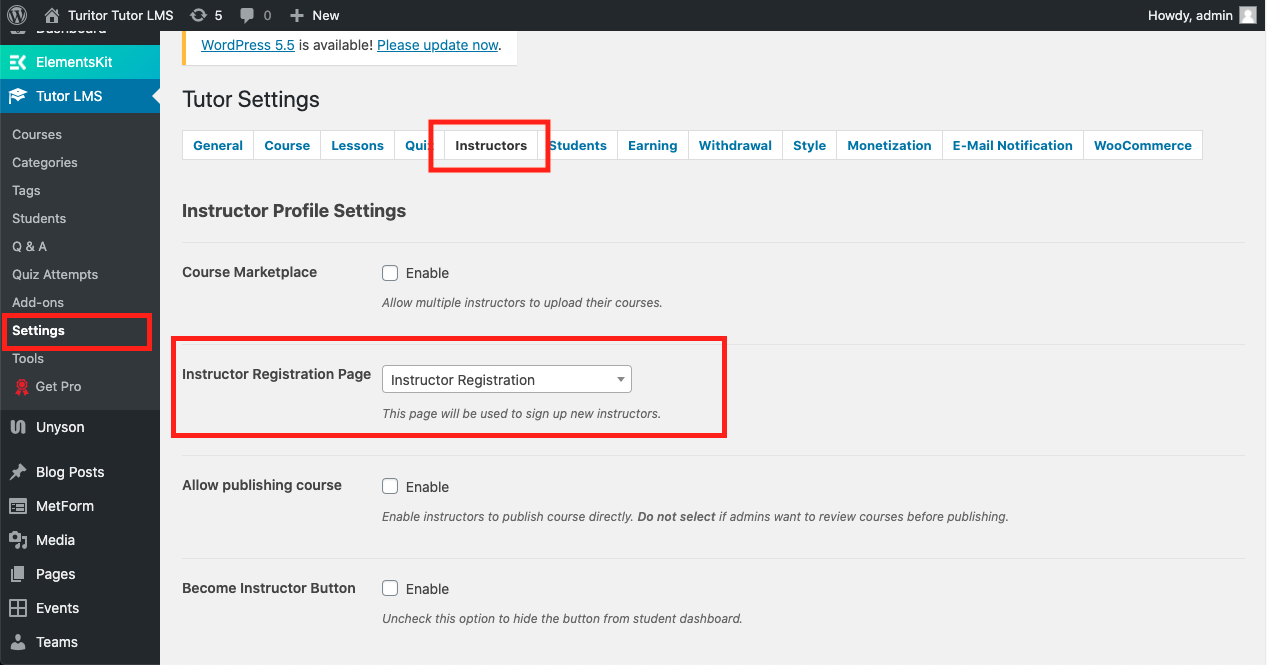 Turitor Tutor LMS 5 0 New Howdy, admin
Dashboard
ElementsKit
Tutor LMS
Courses
Categories
Tags
Students
Q & A
Quiz Attempts
Add-ons
Settings
Tools
Get Pro
Unyson
Blog Posts
MetForm
Media
Pages
Events
Teams
WordPress 5.5 is available! Please update now.
Tutor Settings
General Course Lessons Quiz Instructors Students Earning Withdrawal Style Monetization E-Mail Notification WooCommerce
Instructor Profile Settings
Course Marketplace Enable
Allow multiple instructors to upload their courses.
Instructor Registration Page Instructor Registration
This page will be used to sign up new instructors.
Allow publishing course Enable
Enable instructors to publish course directly. Do not select if admins want to review courses before publishing.
Become Instructor Button Enable
Uncheck this option to hide the button from student dashboard.